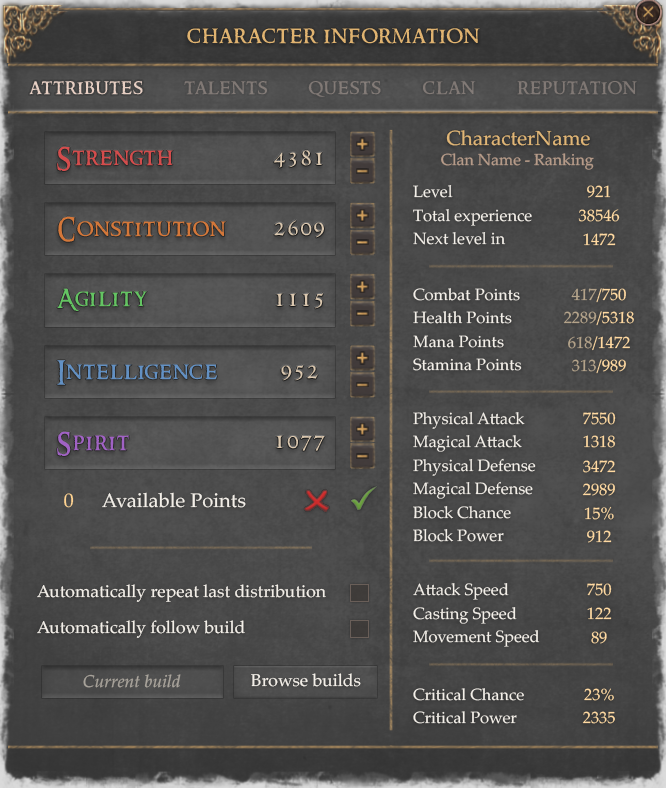 CHARACTER INFORMATION
ATTRIBUTES TALENTS QUESTS CLAN REPUTATION
STRENGTH 4381
CONSTITUTION 2609
AGILITY 1115
INTELLIGENCE 952
SPIRIT 1077
0 Available Points
Automatically repeat last distribution
Automatically follow build
Current build Browse builds
CharacterName
Clan Name - Ranking
Level 921
Total experience 38546
Next level in 1472
Combat Points 417/750
Health Points 2289/5318
Mana Points 618/1472
Stamina Points 313/989
Physical Attack 7550
Magical Attack 1318
Physical Defense 3472
Magical Defense 2989
Block Chance 15%
Block Power 912
Attack Speed 750
Casting Speed 122
Movement Speed 89
Critical Chance 23%
Critical Power 2335